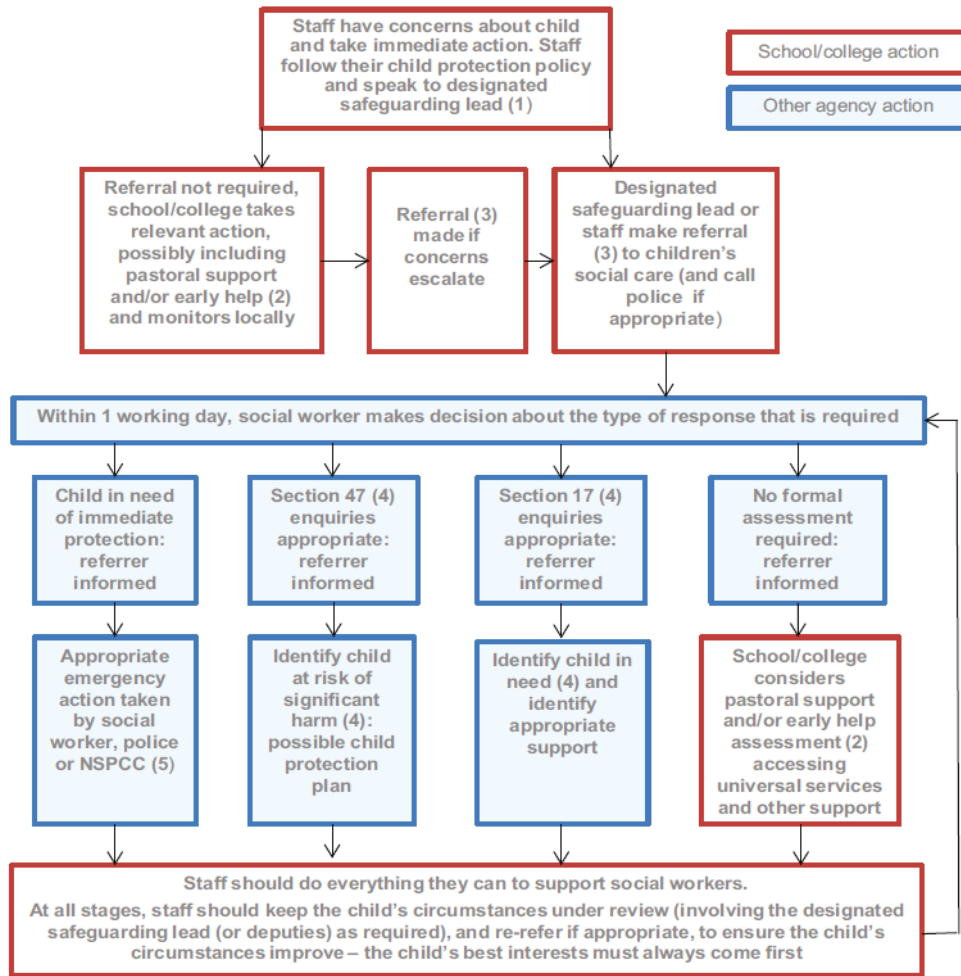 Staff have concerns about child
and take immediate action. Staff
follow their child protection policy
and speak to designated
safeguarding lead (1)
School/college action
Other agency action
Referral not required,
school/college takes
relevant action,
possibly including
pastoral support
and/or early help (2)
and monitors locally
Referral (3)
made if
concerns
escalate
Designated
safeguarding lead or
staff make referral
(3) to children’s
social care (and call
police if
appropriate)
Within 1 working day, social worker makes decision about the type of response that is required
Child in need
of immediate
protection:
referrer
informed
Section 47 (4)
enquiries
appropriate:
referrer
informed
Section 17 (4)
enquiries
appropriate:
referrer
informed
No formal
assessment
required:
referrer
informed
Appropriate
emergency
action taken
by social
worker, police
or NSPCC (5)
Identify child
at risk of
significant
harm (4):
possible child
protection
plan
Identify child in
need (4) and
identify
appropriate
support
School/college
considers
pastoral support
and/or early help
assessment (2)
accessing
universal services
and other support
Staff should do everything they can to support social workers.
At all stages, staff should keep the child’s circumstances under review (involving the designated
safeguarding lead (or deputies) as required), and re-refer if appropriate, to ensure the child’s
circumstances improve – the child’s best interests must always come first